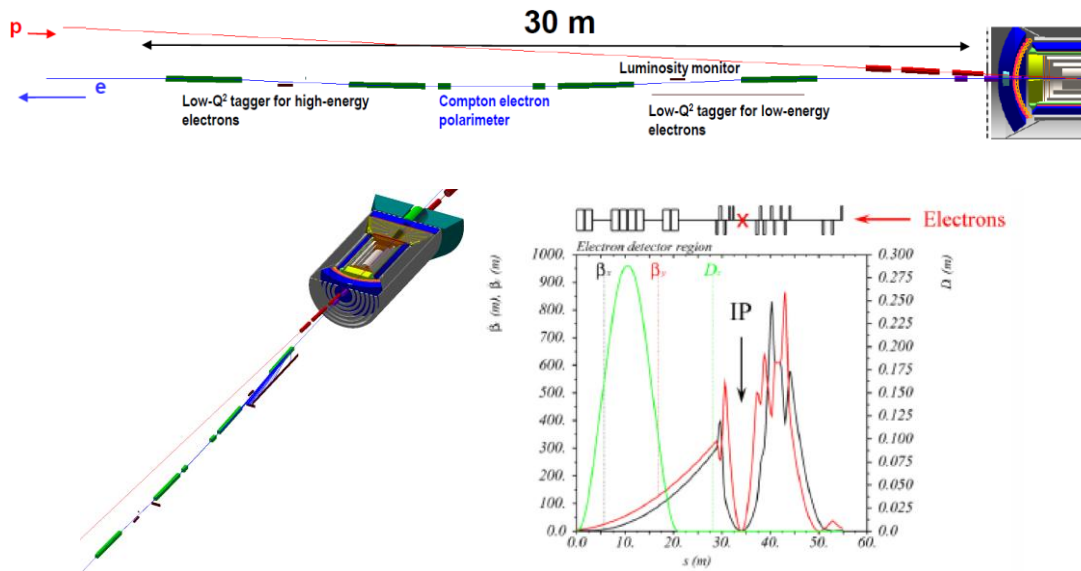 30 m
p
e
Luminosity monitor
Low-Q² tagger for high-energy
electrons
Compton electron
polarimeter
Low-Q² tagger for low-energy
electrons
Electrons
Electron detector region
1000.
900.
800.
700.
600.
500.
400.
300.
200.
100.
0.0
βx
βy
Dx
IP
0.300
0.275
0.250
0.225
0.200
0.175
0.150
0.125
0.100
0.075
0.050
0.025
0.0
0.0
10.
20.
30.
40.
50.
60.
s (m)